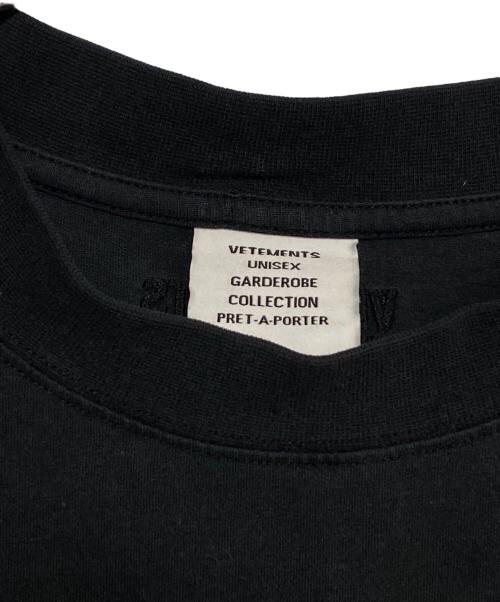 VETEMENTS
UNISEX
GARDEROBE
COLLECTION
PRET-A-PORTER